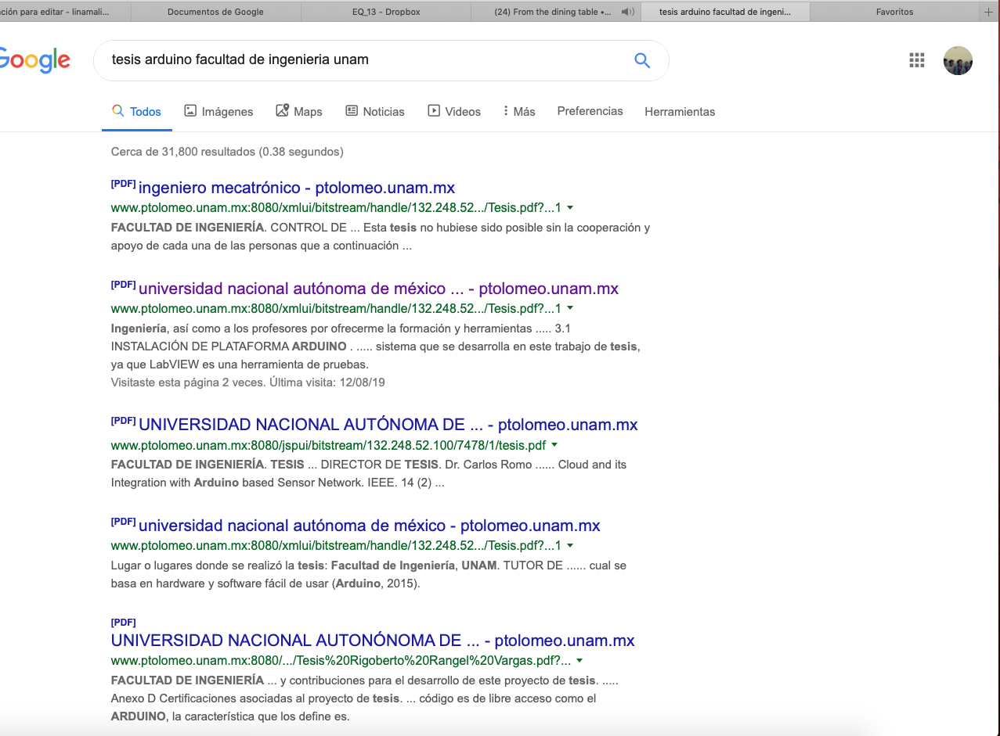 ción para editar - linamali...
Documentos de Google
EQ_13 - Dropbox
(24) From the dining table •...
tesis arduino facultad de ingeni...
Favoritos
Google
tesis arduino facultad de ingenieria unam
Todos Imágenes Maps Noticias Videos Más Preferencias Herramientas
Cerca de 31,800 resultados (0.38 segundos)
[PDF] ingeniero mecatrónico - ptolomeo.unam.mx
www.ptolomeo.unam.mx:8080/xmlui/bitstream/handle/132.248.52.../Tesis.pdf?...1
FACULTAD DE INGENIERÍA. CONTROL DE ... Esta tesis no hubiese sido posible sin la cooperación y
apoyo de cada una de las personas que a continuación ...
[PDF] universidad nacional autónoma de méxico ... - ptolomeo.unam.mx
www.ptolomeo.unam.mx:8080/xmlui/bitstream/handle/132.248.52.../Tesis.pdf?...1
Ingeniería, así como a los profesores por ofrecerme la formación y herramientas ..... 3.1
INSTALACIÓN DE PLATAFORMA ARDUINO . ..... sistema que se desarrolla en este trabajo de tesis,
ya que LabVIEW es una herramienta de pruebas.
Visitaste esta página 2 veces. Última visita: 12/08/19
[PDF] UNIVERSIDAD NACIONAL AUTÓNOMA DE ... - ptolomeo.unam.mx
www.ptolomeo.unam.mx:8080/jspui/bitstream/132.248.52.100/7478/1/tesis.pdf
FACULTAD DE INGENIERÍA. TESIS ... DIRECTOR DE TESIS. Dr. Carlos Romo ...... Cloud and its
Integration with Arduino based Sensor Network. IEEE. 14 (2) ...
[PDF] universidad nacional autónoma de méxico - ptolomeo.unam.mx
www.ptolomeo.unam.mx:8080/xmlui/bitstream/handle/132.248.52.../Tesis.pdf?...1
Lugar o lugares donde se realizó la tesis: Facultad de Ingeniería, UNAM. TUTOR DE ...... cual se
basa en hardware y software fácil de usar (Arduino, 2015).
[PDF]
UNIVERSIDAD NACIONAL AUTONÓNOMA DE ... - ptolomeo.unam.mx
www.ptolomeo.unam.mx:8080/.../Tesis%20Rigoberto%20Rangel%20Vargas.pdf?...
FACULTAD DE INGENIERÍA ... y contribuciones para el desarrollo de este proyecto de tesis. .....
Anexo D Certificaciones asociadas al proyecto de tesis. ... código es de libre acceso como el
ARDUINO, la característica que los define es.